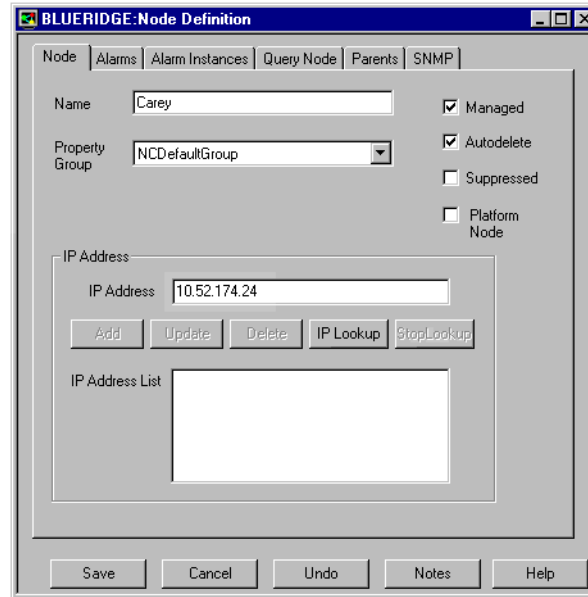 BLUERIDGE:Node Definition
Node Alarms Alarm Instances Query Node Parents SNMP
Name Carey
Managed
Property Group NCDefaultGroup
Autodelete
Suppressed
Platform Node
IP Address
IP Address 10.52.174.24
Add Update Delete IP Lookup StopLookup
IP Address List
Save Cancel Undo Notes Help